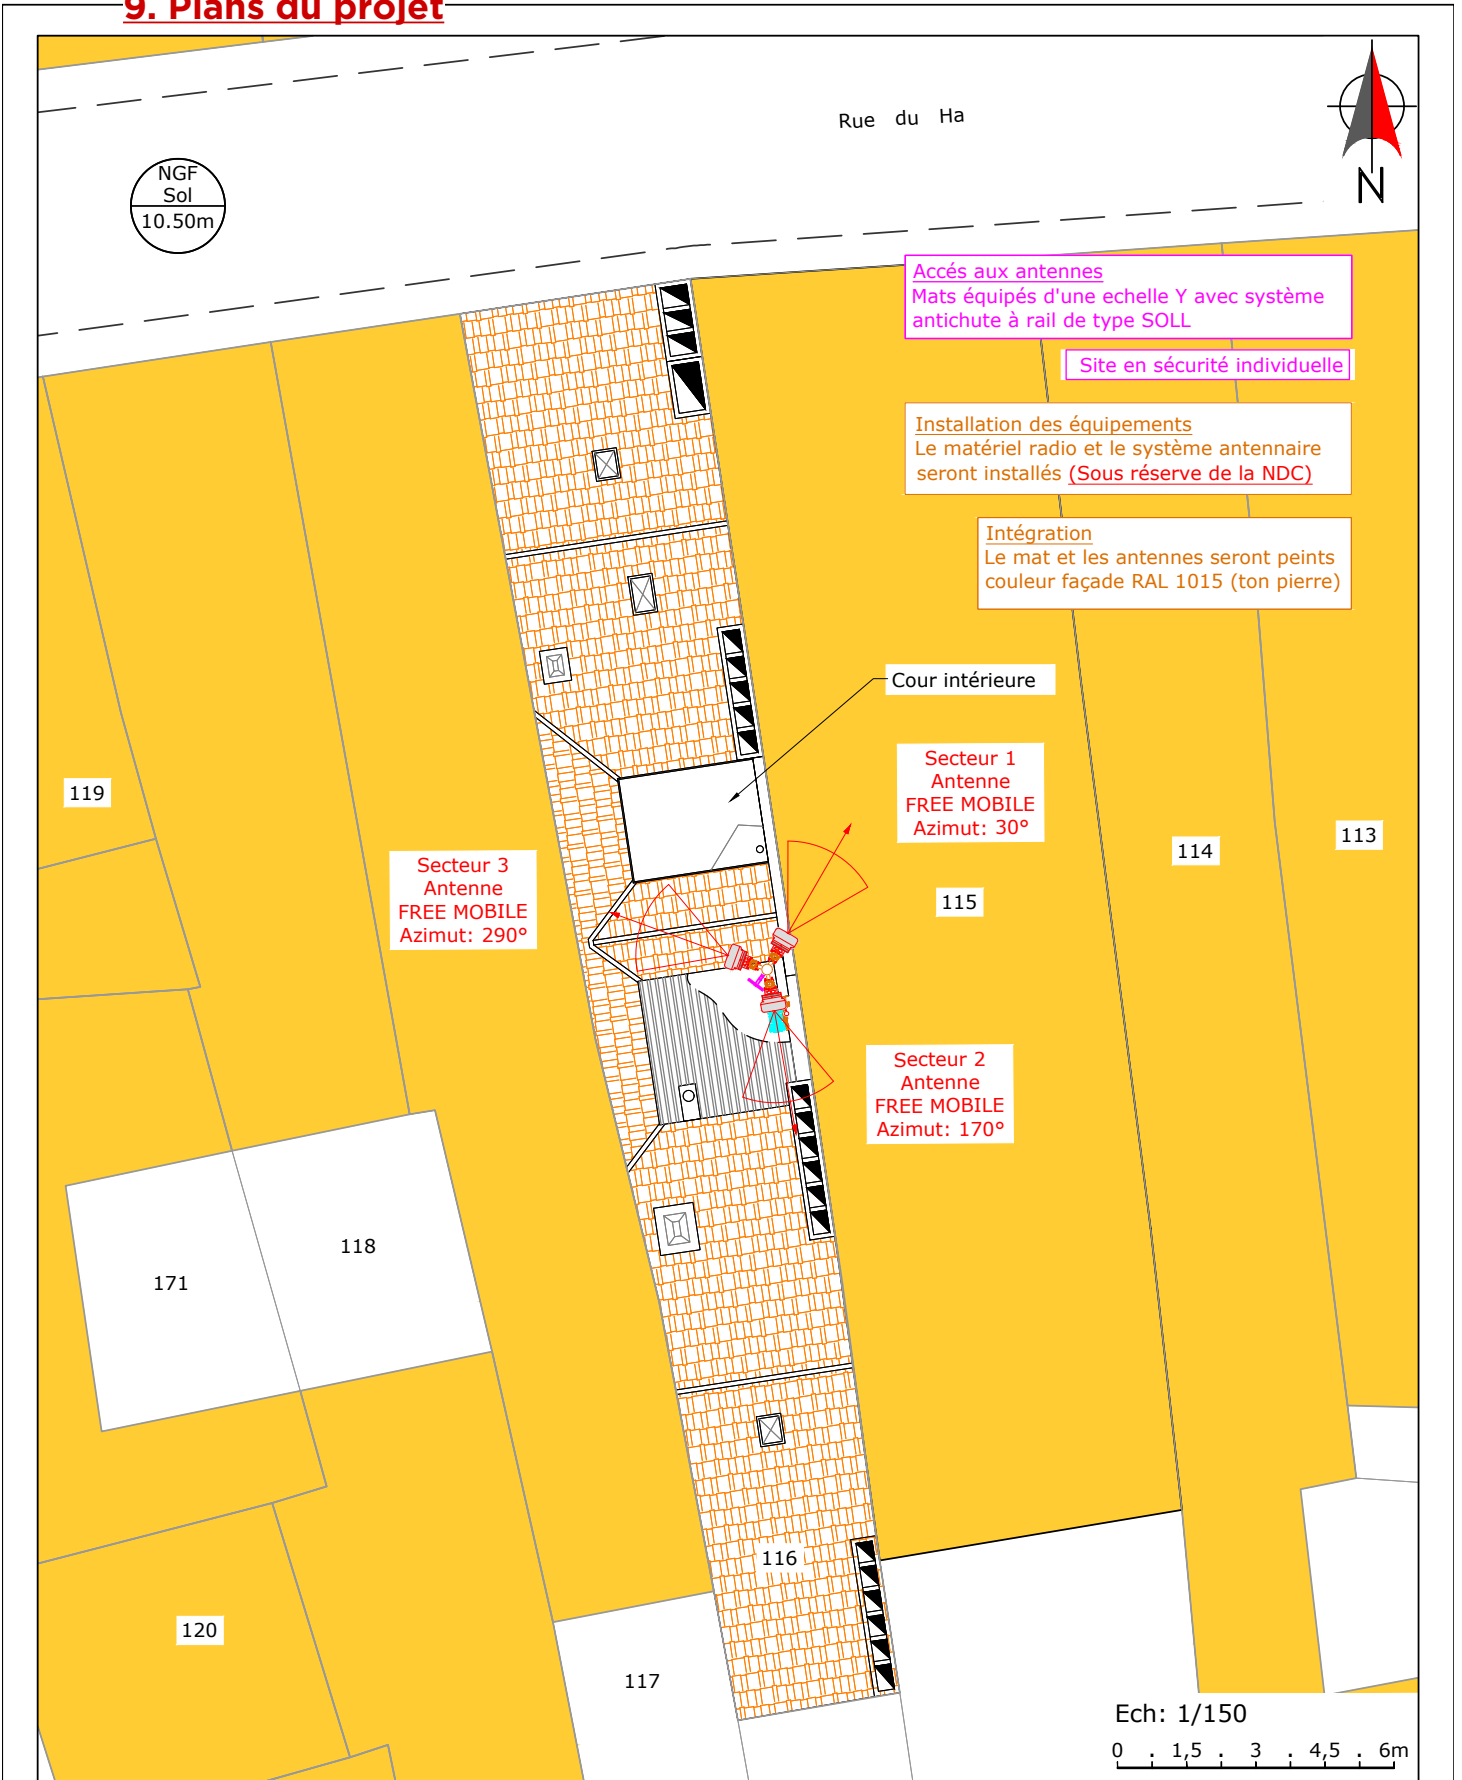 9. Plans du projet
Rue du Ha
N
NGF
Sol
10.50m
Accés aux antennes
Mats équipés d'une echelle Y avec système
antichute à rail de type SOLL
Site en sécurité individuelle
Installation des équipements
Le matériel radio et le système antennaire
seront installés (Sous réserve de la NDC)
Intégration
Le mat et les antennes seront peints
couleur façade RAL 1015 (ton pierre)
Cour intérieure
Secteur 1
Antenne
FREE MOBILE
Azimut: 30°
119
114
113
Secteur 3
Antenne
FREE MOBILE
Azimut: 290°
115
Secteur 2
Antenne
FREE MOBILE
Azimut: 170°
118
171
116
120
117
Ech: 1/150
0 . 1,5 . 3 . 4,5 . 6m